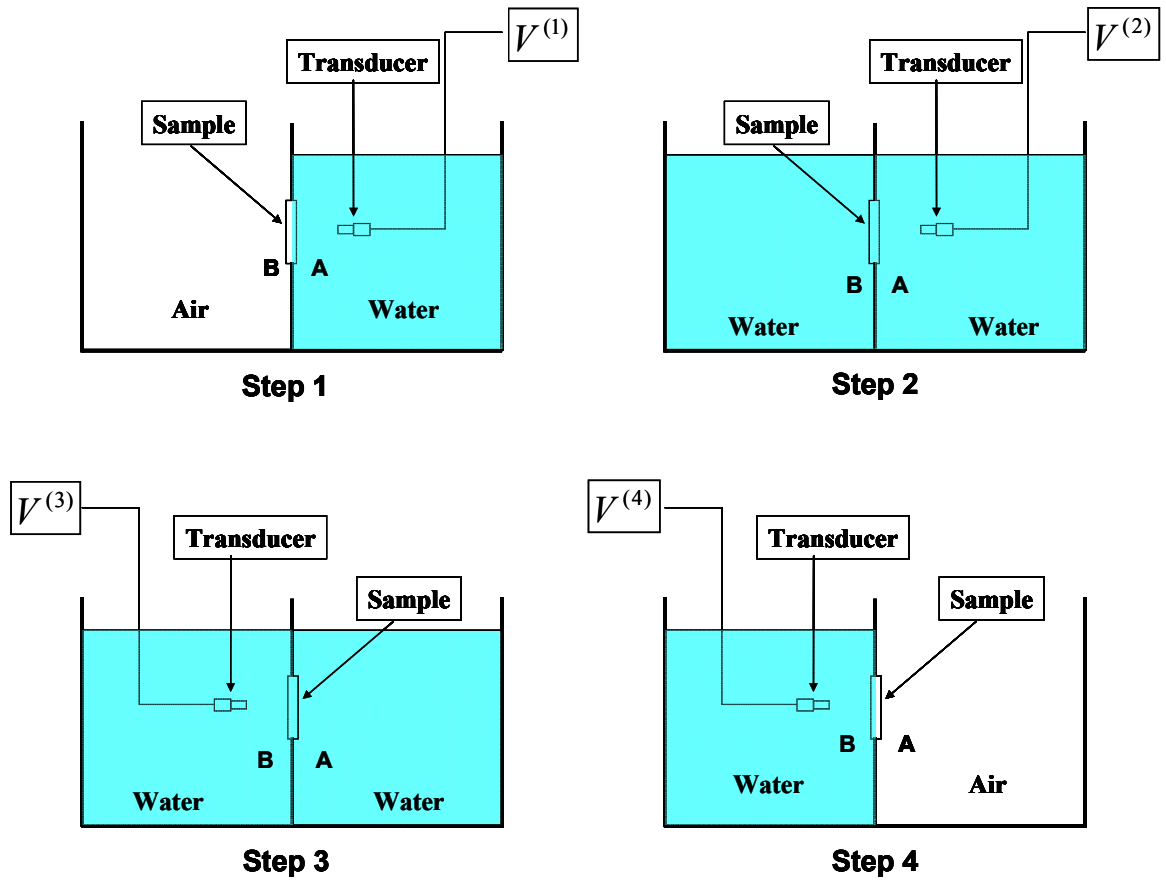 V(1)
Transducer
Sample
B A
Air
Water
Step 1
V(2)
Transducer
Sample
B A
Water
Water
Step 2
V(3)
Transducer
Sample
B A
Water
Water
Step 3
V(4)
Transducer
Sample
B A
Water
Air
Step 4